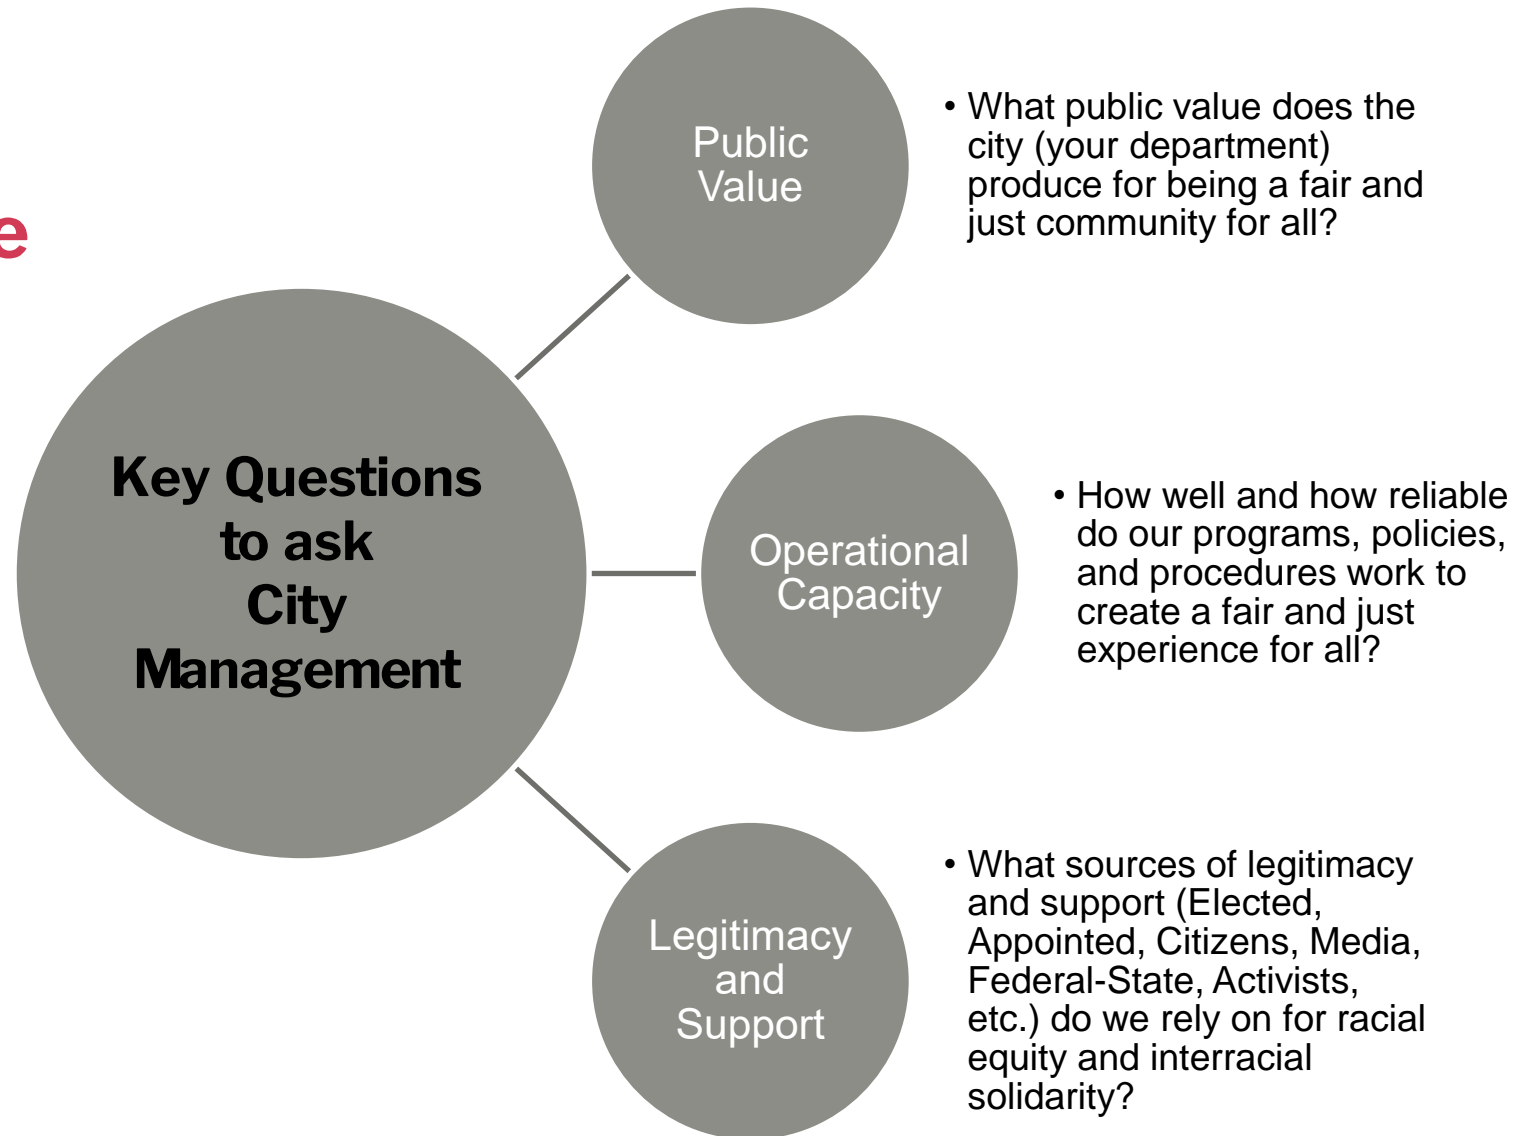 e
Key Questions
to ask
City
Management
Public
Value
• What public value does the
city (your department)
produce for being a fair and
just community for all?
Operational
Capacity
• How well and how reliable
do our programs, policies,
and procedures work to
create a fair and just
experience for all?
Legitimacy
and
Support
• What sources of legitimacy
and support (Elected,
Appointed, Citizens, Media,
Federal-State, Activists,
etc.) do we rely on for racial
equity and interracial
solidarity?